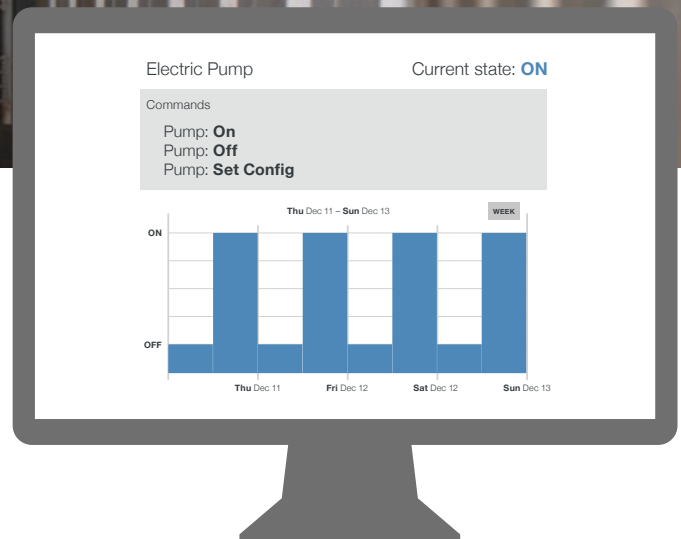 Electric Pump
Current state: ON
Commands
Pump: On
Pump: Off
Pump: Set Config
Thu Dec 11 – Sun Dec 13
WEEK
ON
OFF
Thu Dec 11
Fri Dec 12
Sat Dec 12
Sun Dec 13